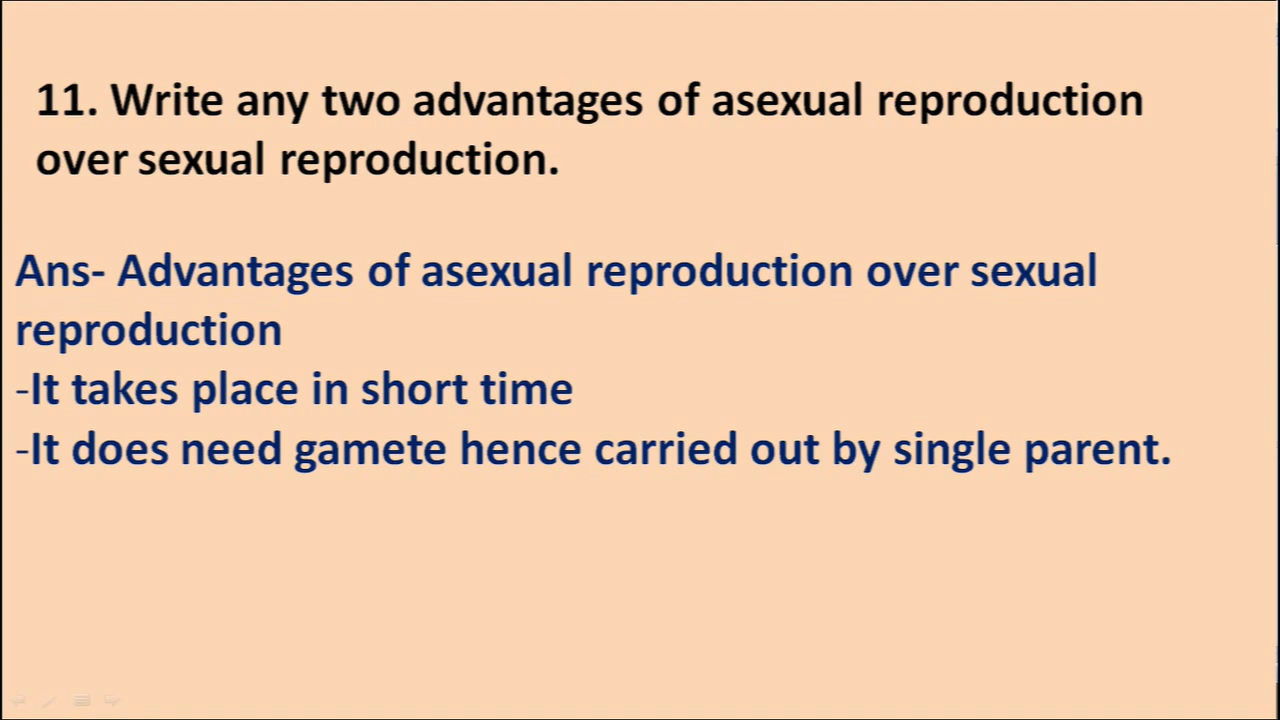 11. Write any two advantages of asexual reproduction
over sexual reproduction.
Ans- Advantages of asexual reproduction over sexual
reproduction
-It takes place in short time
-It does need gamete hence carried out by single parent.